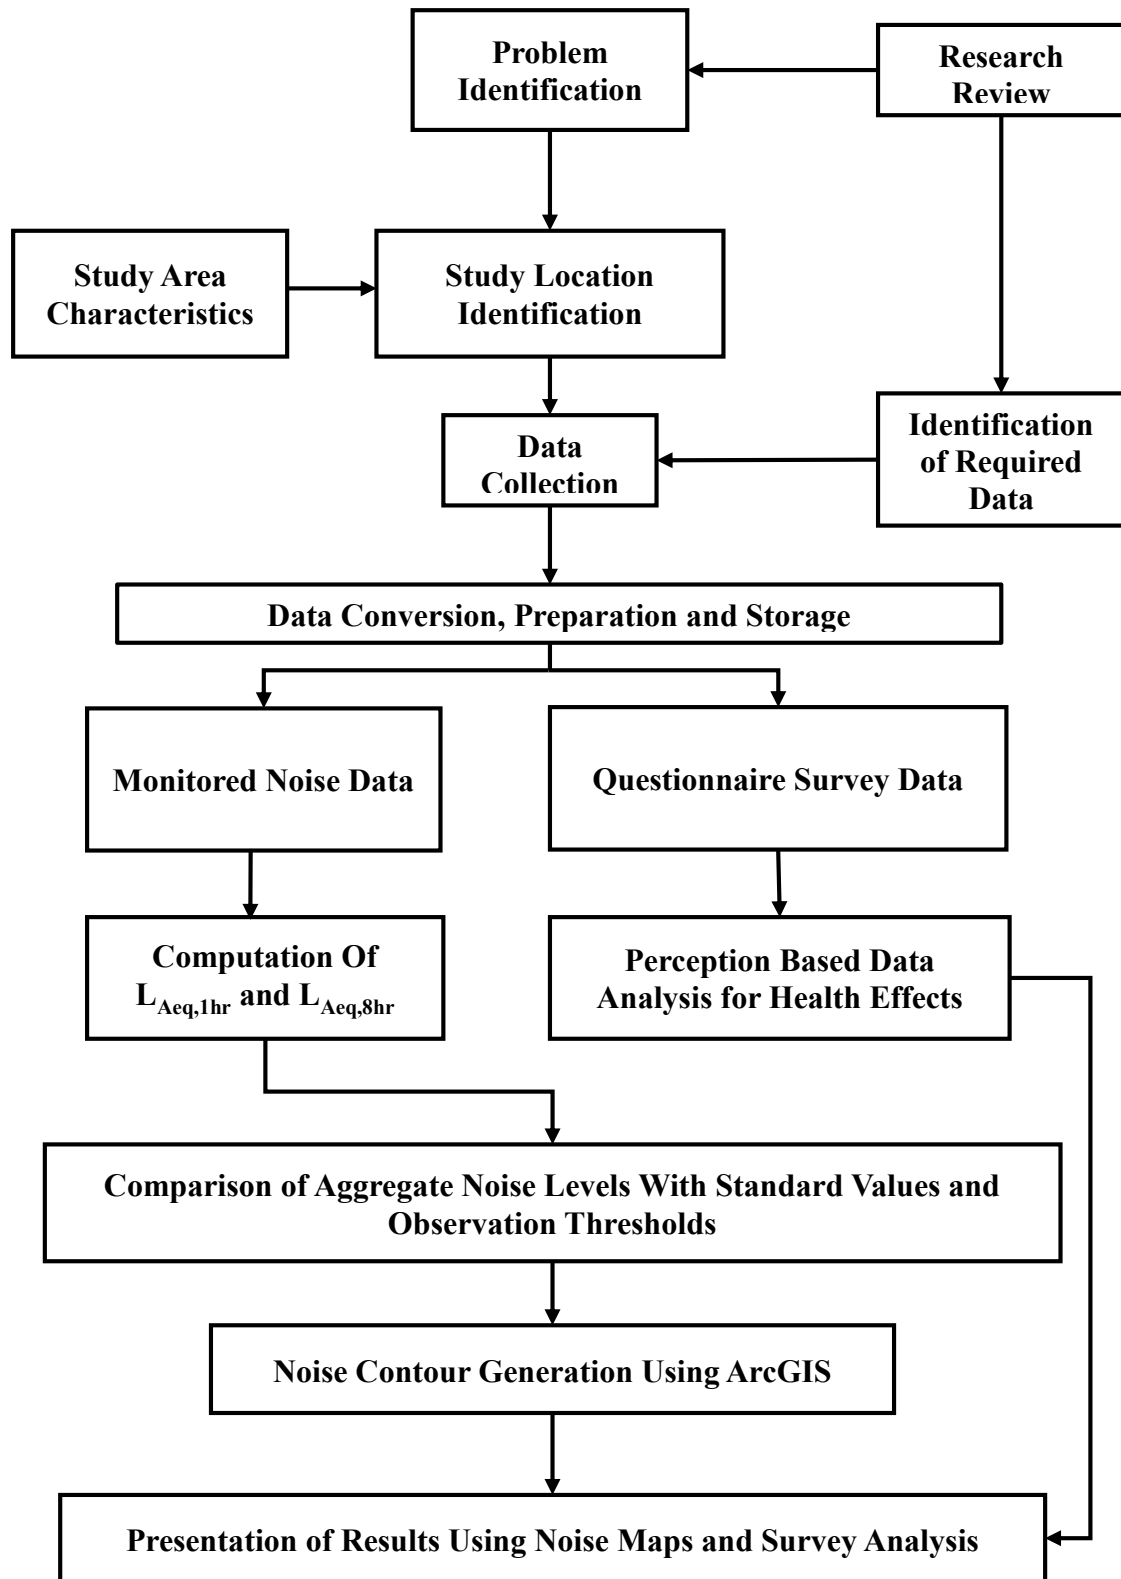 Problem
Identification
Research
Review
Study Area
Characteristics
Study Location
Identification
Data
Collection
Identification
of Required
Data
Data Conversion, Preparation and Storage
Monitored Noise Data
Questionnaire Survey Data
Computation Of
L_Aeq,1hr and L_Aeq,8hr
Perception Based Data
Analysis for Health Effects
Comparison of Aggregate Noise Levels With Standard Values and
Observation Thresholds
Noise Contour Generation Using ArcGIS
Presentation of Results Using Noise Maps and Survey Analysis